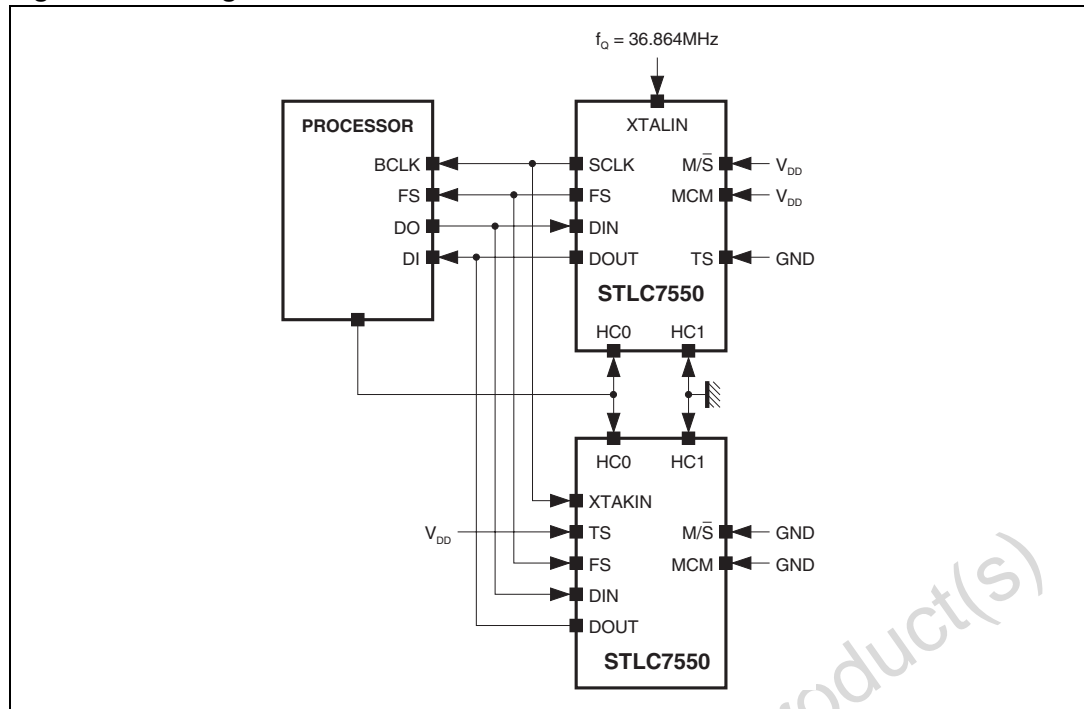 f_Q = 36.864MHz
PROCESSOR
BCLK
FS
DO
DI
XTALIN
SCLK
FS
DIN
DOUT
M/S̅
MCM
TS
V_DD
V_DD
GND
STLC7550
HC0 HC1
HC0 HC1
XTAKIN
TS
FS
DIN
DOUT
V_DD
M/S̅
MCM
GND
GND
STLC7550